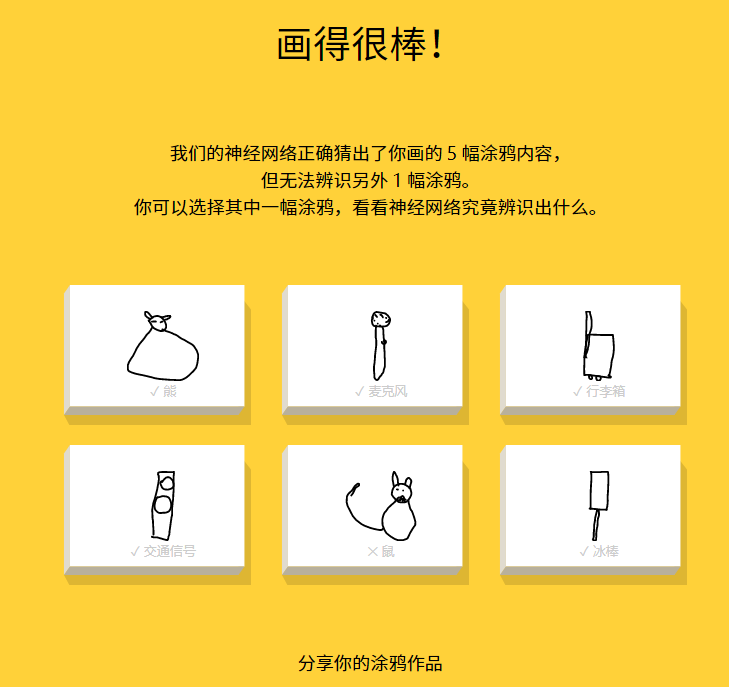 画得很棒！
我们的神经网络正确猜出了你画的 5 幅涂鸦内容，
但无法辨识另外 1 幅涂鸦。
你可以选择其中一幅涂鸦，看看神经网络究竟辨识出什么。
✓ 熊
✓ 麦克风
✓ 行李箱
✓ 交通信号
✕ 鼠
✓ 冰棒
分享你的涂鸦作品